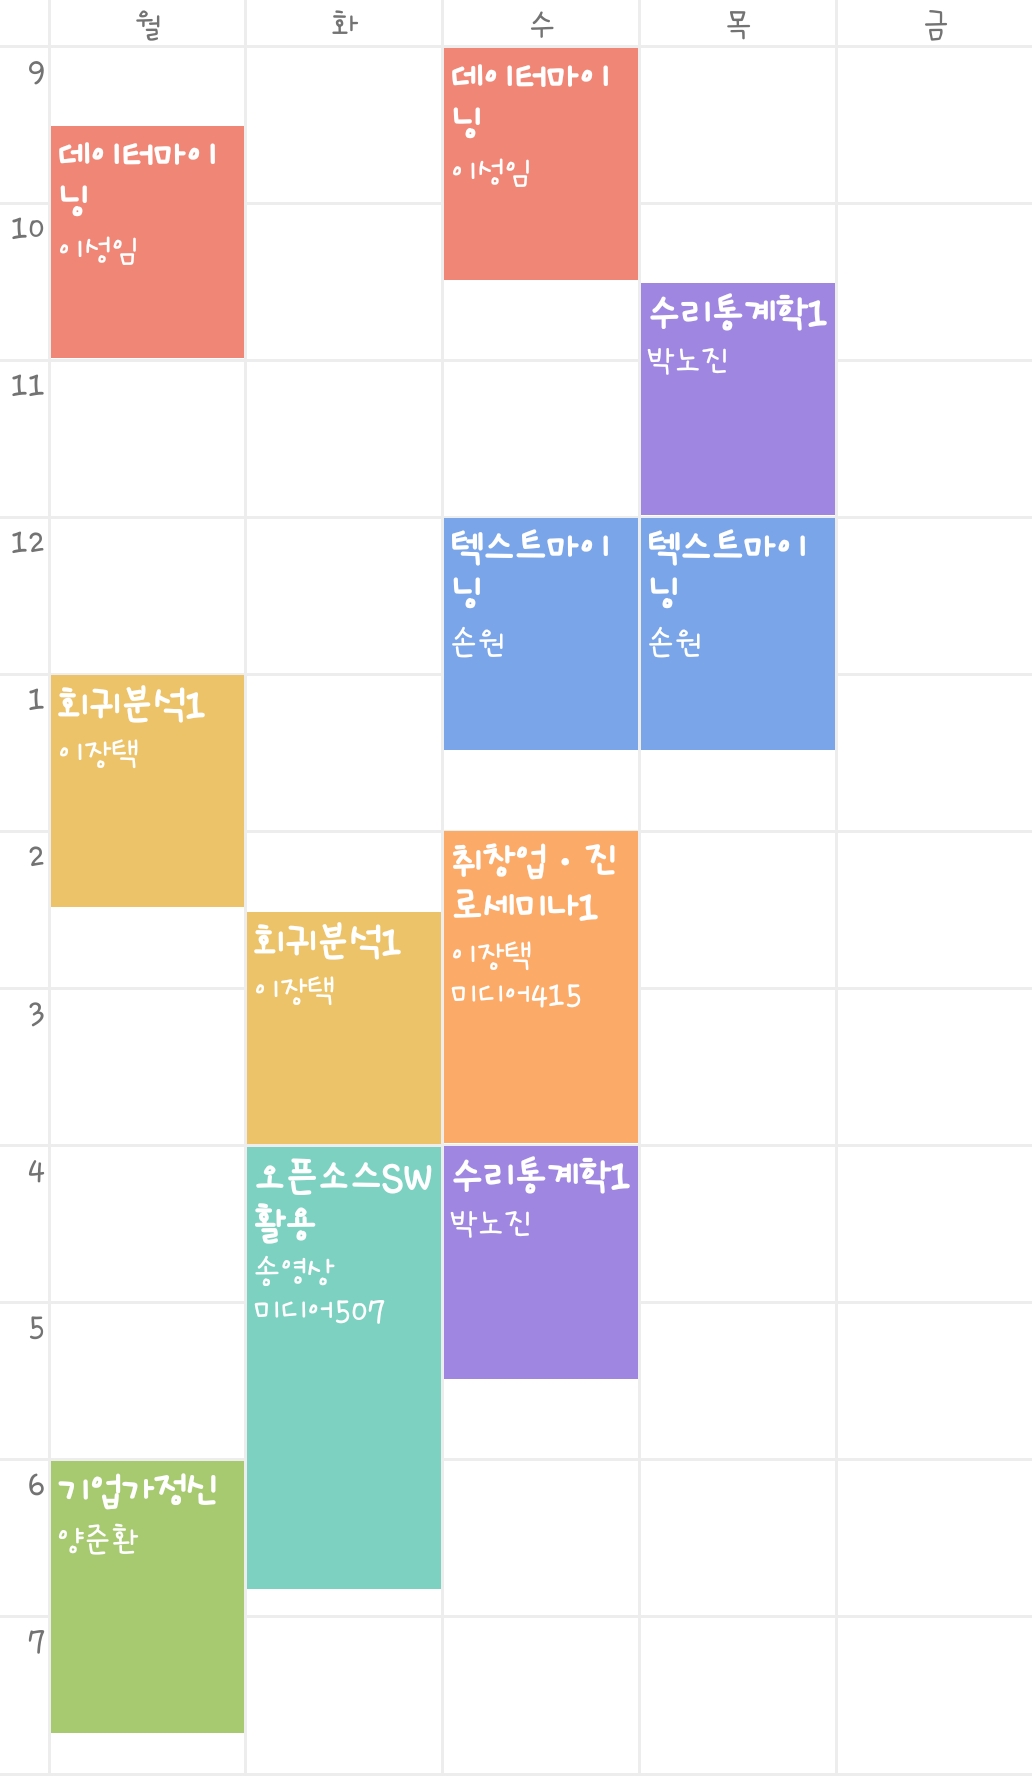 월 화 수 목 금
9
데이터마이
닝
이성임
데이터마이
닝
이성임
10
수리통계학1
박노진
11
12
텍스트마이
닝
손원
텍스트마이
닝
손원
1
회귀분석1
이장택
2
취창업·진
로세미나1
이장택
미디어415
회귀분석1
이장택
3
4
오픈소스SW
활용
송영상
미디어507
수리통계학1
박노진
5
6
기업가정신
양준환
7